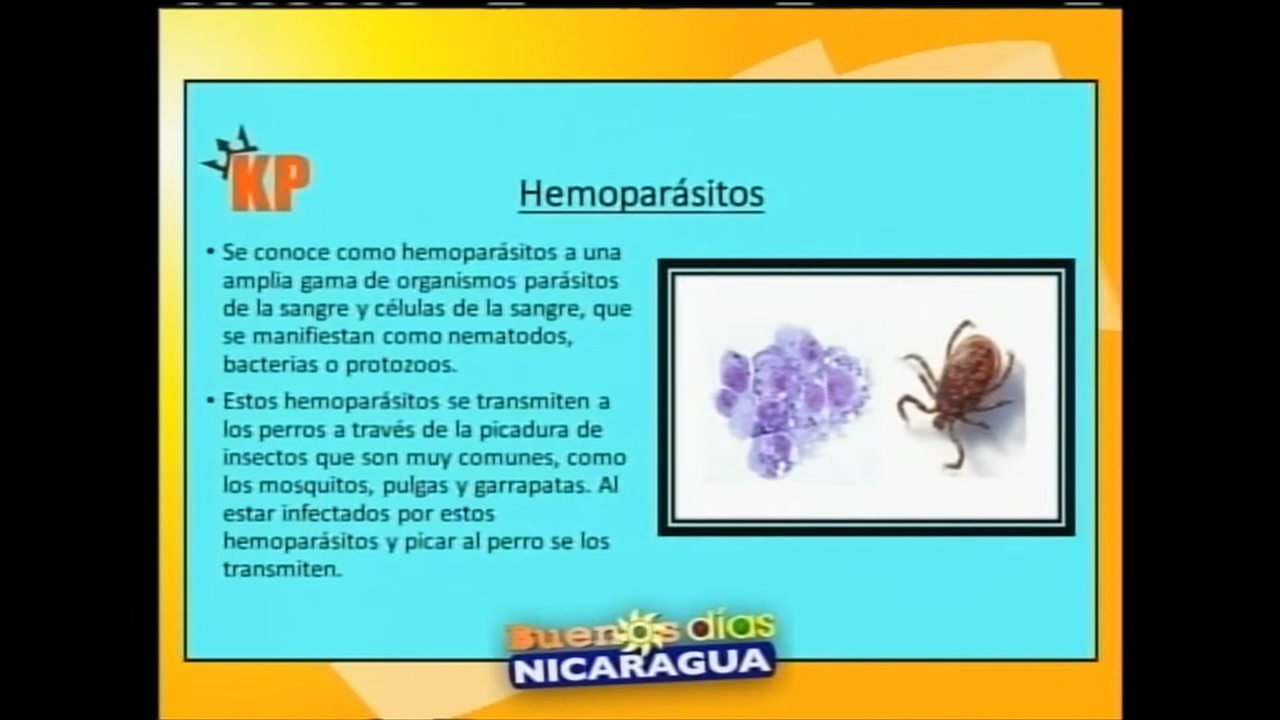 KP
Hemoparásitos
• Se conoce como hemoparásitos a una
amplia gama de organismos parásitos
de la sangre y células de la sangre, que
se manifiestan como nematodos,
bacterias o protozoos.
• Estos hemoparásitos se transmiten a
los perros a través de la picadura de
insectos que son muy comunes, como
los mosquitos, pulgas y garrapatas. Al
estar infectados por estos
hemoparásitos y picar al perro se los
transmiten.
Buenos días
NICARAGUA